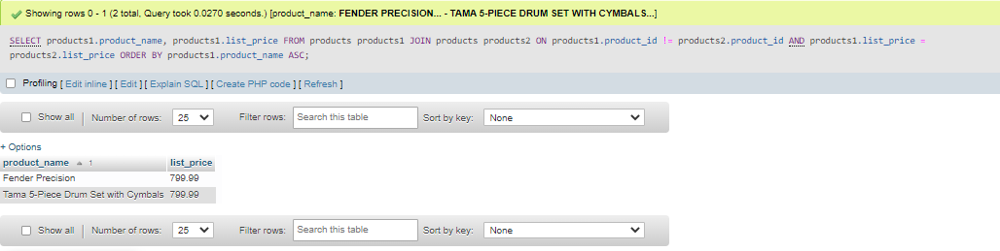 Showing rows 0 - 1 (2 total, Query took 0.0270 seconds.) [product_name: FENDER PRECISION... - TAMA 5-PIECE DRUM SET WITH CYMBALS...]
SELECT products1.product_name, products1.list_price FROM products products1 JOIN products products2 ON products1.product_id != products2.product_id AND products1.list_price =
products2.list_price ORDER BY products1.product_name ASC;
Profiling [ Edit inline ] [ Edit ] [ Explain SQL ] [ Create PHP code ] [ Refresh ]
Show all Number of rows: 25 Filter rows: Search this table Sort by key: None
+ Options
product_name 1 list_price
Fender Precision 799.99
Tama 5-Piece Drum Set with Cymbals 799.99
Show all Number of rows: 25 Filter rows: Search this table Sort by key: None